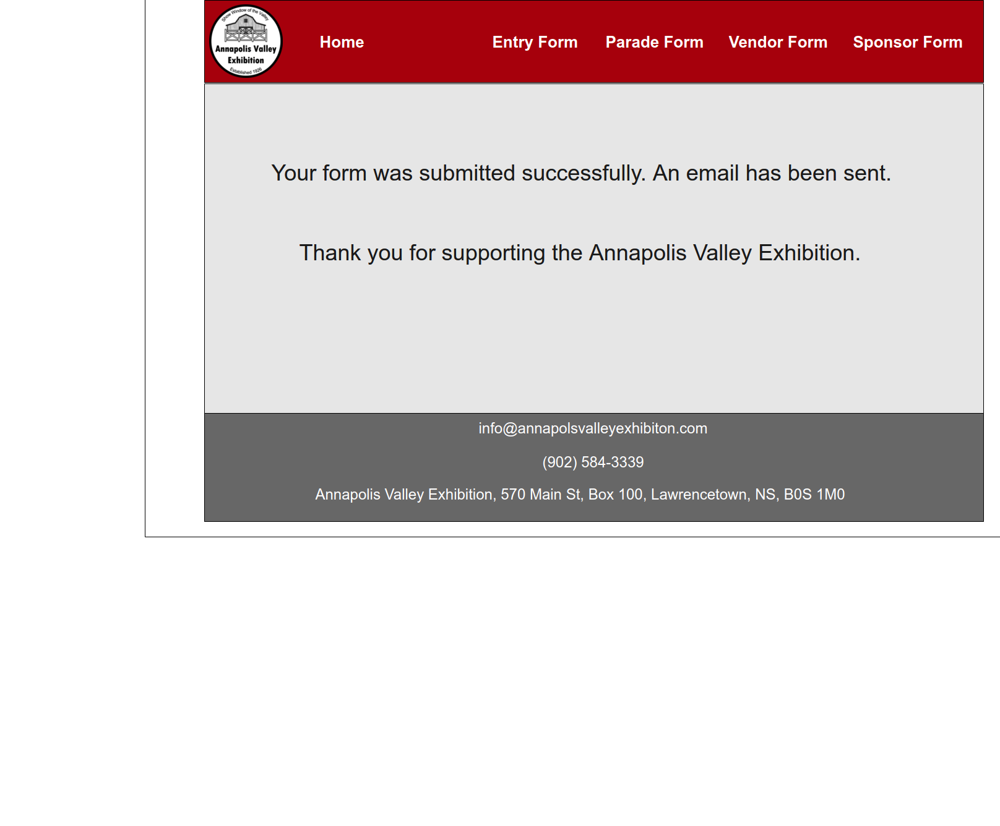 Show Window of the Valley
Annapolis Valley
Exhibition
Established 1926
Home
Entry Form
Parade Form
Vendor Form
Sponsor Form
Your form was submitted successfully. An email has been sent.
Thank you for supporting the Annapolis Valley Exhibition.
info@annapolsvalleyexhibiton.com
(902) 584-3339
Annapolis Valley Exhibition, 570 Main St, Box 100, Lawrencetown, NS, B0S 1M0